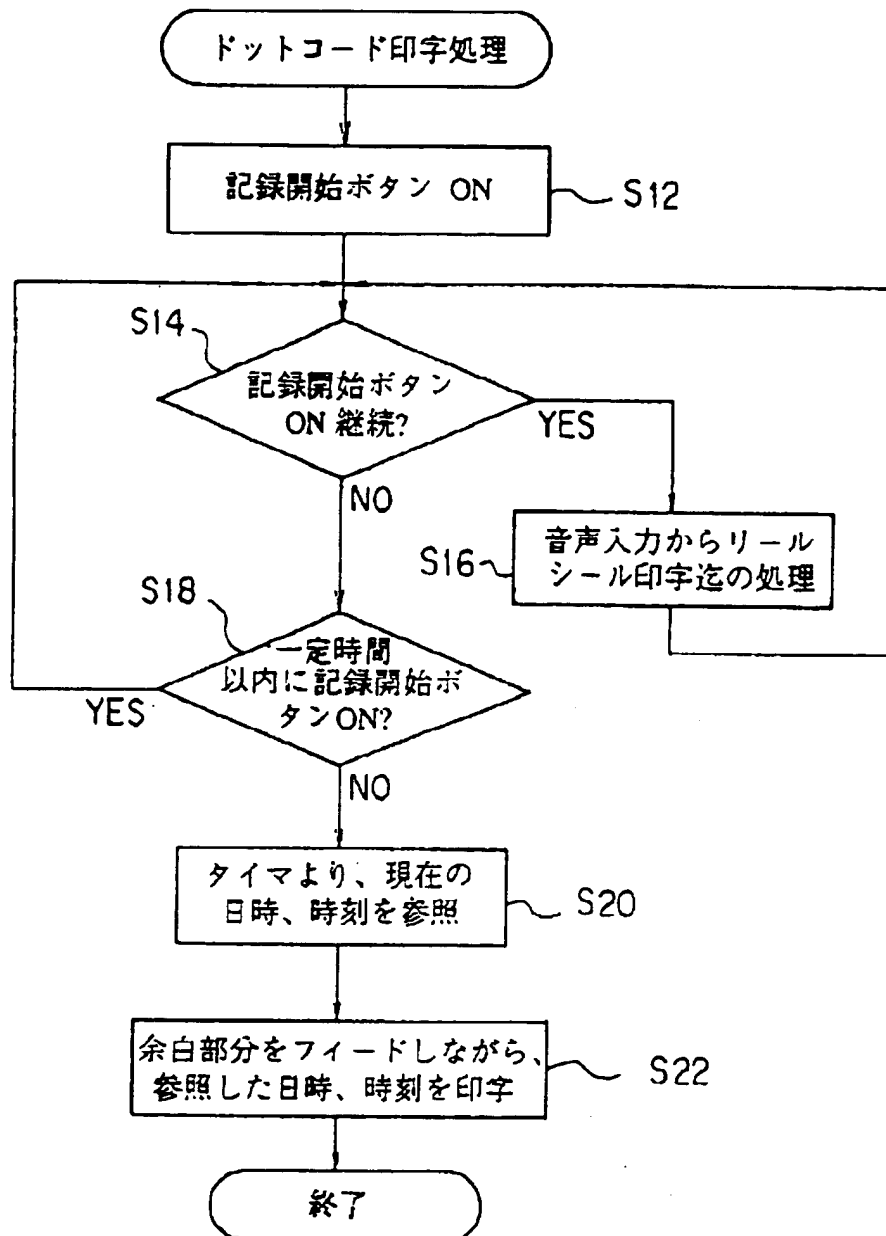 ドットコード印字処理
記録開始ボタン ON
S12
S14
記録開始ボタン
ON 継続?
YES
NO
音声入力からリール
シール印字迄の処理
S16
S18
一定時間
以内に記録開始ボ
タンON?
YES
NO
タイマより、現在の
日時、時刻を参照
S20
余白部分をフィードしながら、
参照した日時、時刻を印字
S22
終了